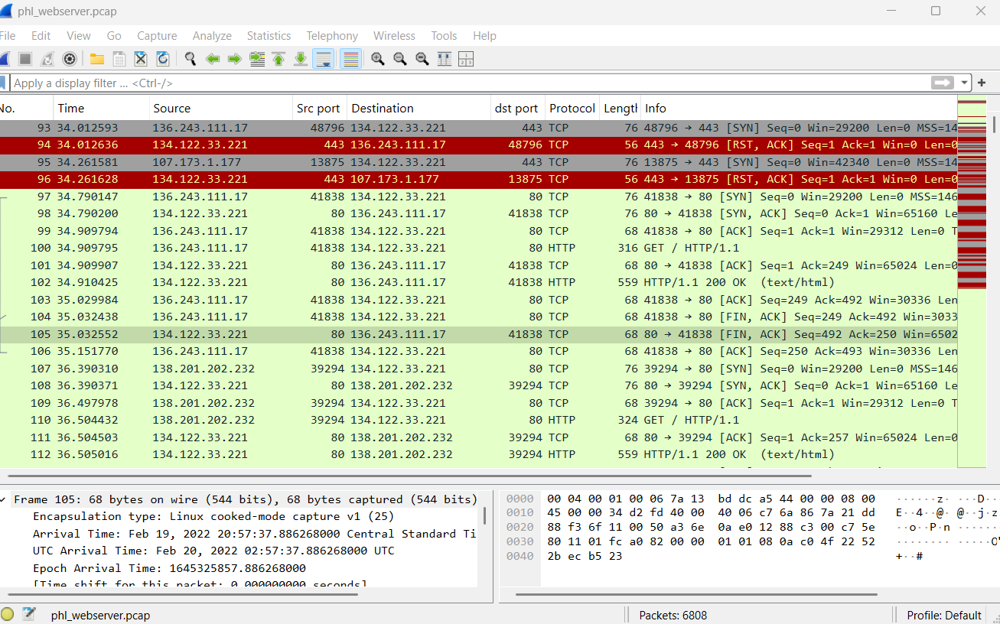 phl_webserver.pcap
File Edit View Go Capture Analyze Statistics Telephony Wireless Tools Help
Apply a display filter ... <Ctrl-/>
No. Time Source Src port Destination dst port Protocol Length Info
93 34.012593 136.243.111.17 48796 134.122.33.221 443 TCP 76 48796 → 443 [SYN] Seq=0 Win=29200 Len=0 MSS=14
94 34.012636 134.122.33.221 443 136.243.111.17 48796 TCP 56 443 → 48796 [RST, ACK] Seq=1 Ack=1 Win=0 Len=0
95 34.261581 107.173.1.177 13875 134.122.33.221 443 TCP 76 13875 → 443 [SYN] Seq=0 Win=42340 Len=0 MSS=14
96 34.261628 134.122.33.221 443 107.173.1.177 13875 TCP 56 443 → 13875 [RST, ACK] Seq=1 Ack=1 Win=0 Len=0
97 34.790147 136.243.111.17 41838 134.122.33.221 80 TCP 76 41838 → 80 [SYN] Seq=0 Win=29200 Len=0 MSS=146
98 34.790200 134.122.33.221 80 136.243.111.17 41838 TCP 76 80 → 41838 [SYN, ACK] Seq=0 Ack=1 Win=65160 Le
99 34.909794 136.243.111.17 41838 134.122.33.221 80 TCP 68 41838 → 80 [ACK] Seq=1 Ack=1 Win=29312 Len=0 T
100 34.909795 136.243.111.17 41838 134.122.33.221 80 HTTP 316 GET / HTTP/1.1
101 34.909907 134.122.33.221 80 136.243.111.17 41838 TCP 68 80 → 41838 [ACK] Seq=1 Ack=249 Win=65024 Len=0
102 34.910425 134.122.33.221 80 136.243.111.17 41838 HTTP 559 HTTP/1.1 200 OK (text/html)
103 35.029984 136.243.111.17 41838 134.122.33.221 80 TCP 68 41838 → 80 [ACK] Seq=249 Ack=492 Win=30336 Len
104 35.032438 136.243.111.17 41838 134.122.33.221 80 TCP 68 41838 → 80 [FIN, ACK] Seq=249 Ack=492 Win=3033
105 35.032552 134.122.33.221 80 136.243.111.17 41838 TCP 68 80 → 41838 [FIN, ACK] Seq=492 Ack=250 Win=6502
106 35.151770 136.243.111.17 41838 134.122.33.221 80 TCP 68 41838 → 80 [ACK] Seq=250 Ack=493 Win=30336 Len
107 36.390310 138.201.202.232 39294 134.122.33.221 80 TCP 76 39294 → 80 [SYN] Seq=0 Win=29200 Len=0 MSS=146
108 36.390371 134.122.33.221 80 138.201.202.232 39294 TCP 76 80 → 39294 [SYN, ACK] Seq=0 Ack=1 Win=65160 Le
109 36.497978 138.201.202.232 39294 134.122.33.221 80 TCP 68 39294 → 80 [ACK] Seq=1 Ack=1 Win=29312 Len=0 T
110 36.504432 138.201.202.232 39294 134.122.33.221 80 HTTP 324 GET / HTTP/1.1
111 36.504503 134.122.33.221 80 138.201.202.232 39294 TCP 68 80 → 39294 [ACK] Seq=1 Ack=257 Win=65024 Len=0
112 36.505016 134.122.33.221 80 138.201.202.232 39294 HTTP 559 HTTP/1.1 200 OK (text/html)
Frame 105: 68 bytes on wire (544 bits), 68 bytes captured (544 bits)
Encapsulation type: Linux cooked-mode capture v1 (25)
Arrival Time: Feb 19, 2022 20:57:37.886268000 Central Standard Ti
UTC Arrival Time: Feb 20, 2022 02:57:37.886268000 UTC
Epoch Arrival Time: 1645325857.886268000
[Time shift for this packet: 0.000000000 seconds]
0000 00 04 00 01 00 06 7a 13 bd dc a5 44 00 00 08 00 ······z· ···D··
0010 45 00 00 34 d2 fd 40 00 40 06 c7 6a 86 7a 21 dd E··4··@· @··j·z
0020 88 f3 6f 11 00 50 a3 6e 0a e0 12 88 c3 00 c7 5e ··o··P·n ·······
0030 80 11 01 fc a0 82 00 00 01 01 08 0a c0 4f 22 52 ········ ·····O"
0040 2b ec b5 23 +··#
phl_webserver.pcap Packets: 6808 Profile: Default